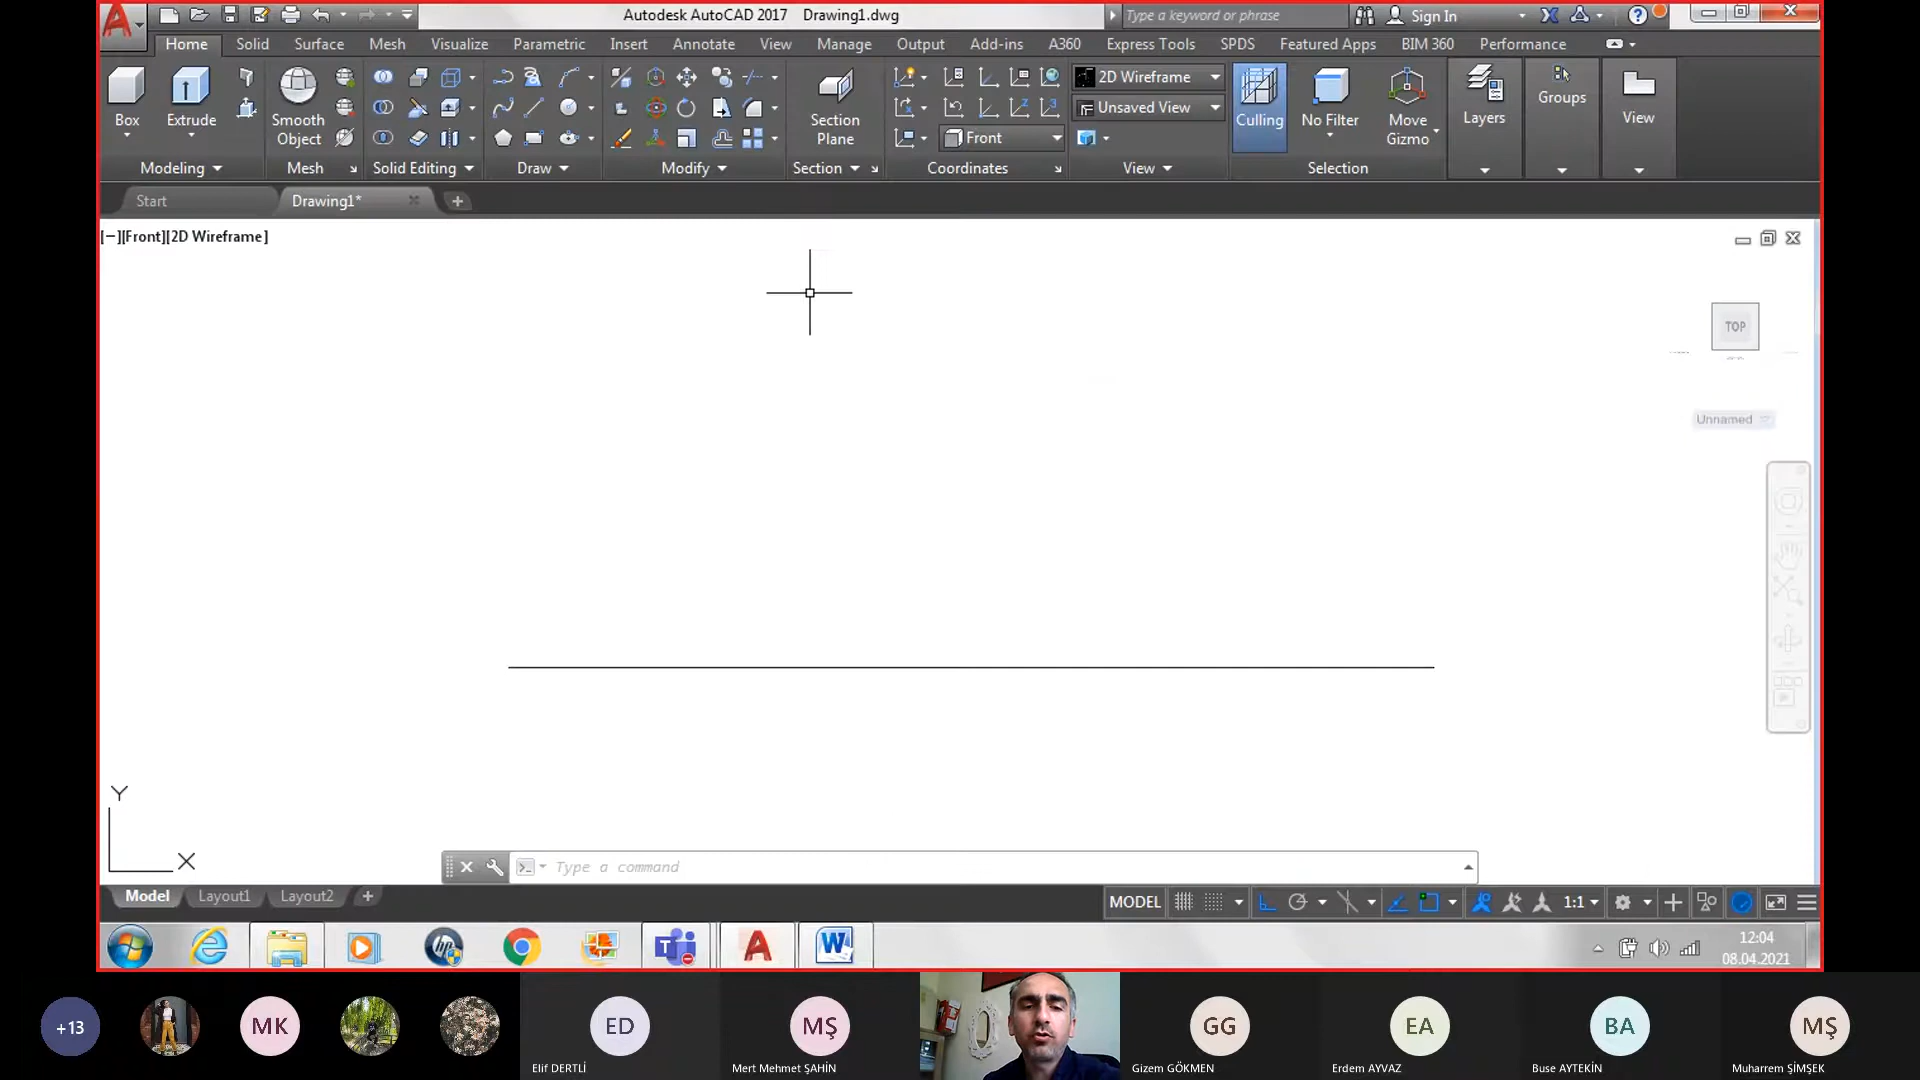 Autodesk AutoCAD 2017 Drawing1.dwg
Type a keyword or phrase
Sign In
Home Solid Surface Mesh Visualize Parametric Insert Annotate View Manage Output Add-ins A360 Express Tools SPDS Featured Apps BIM 360 Performance
Box
Extrude
Smooth
Object
Section
Plane
Front
2D Wireframe
Unsaved View
Culling
No Filter
Move
Gizmo
Layers
Groups
View
Modeling
Mesh
Solid Editing
Draw
Modify
Section
Coordinates
View
Selection
Start
Drawing1*
[−][Front][2D Wireframe]
TOP
Unnamed
Y
X
Type a command
Model
Layout1
Layout2
MODEL
1:1
12:04
08.04.2021
+13
MK
ED
MŞ
GG
EA
BA
MŞ
Elif DERTLİ
Mert Mehmet ŞAHİN
Gizem GÖKMEN
Erdem AYVAZ
Buse AYTEKİN
Muharrem ŞİMŞEK